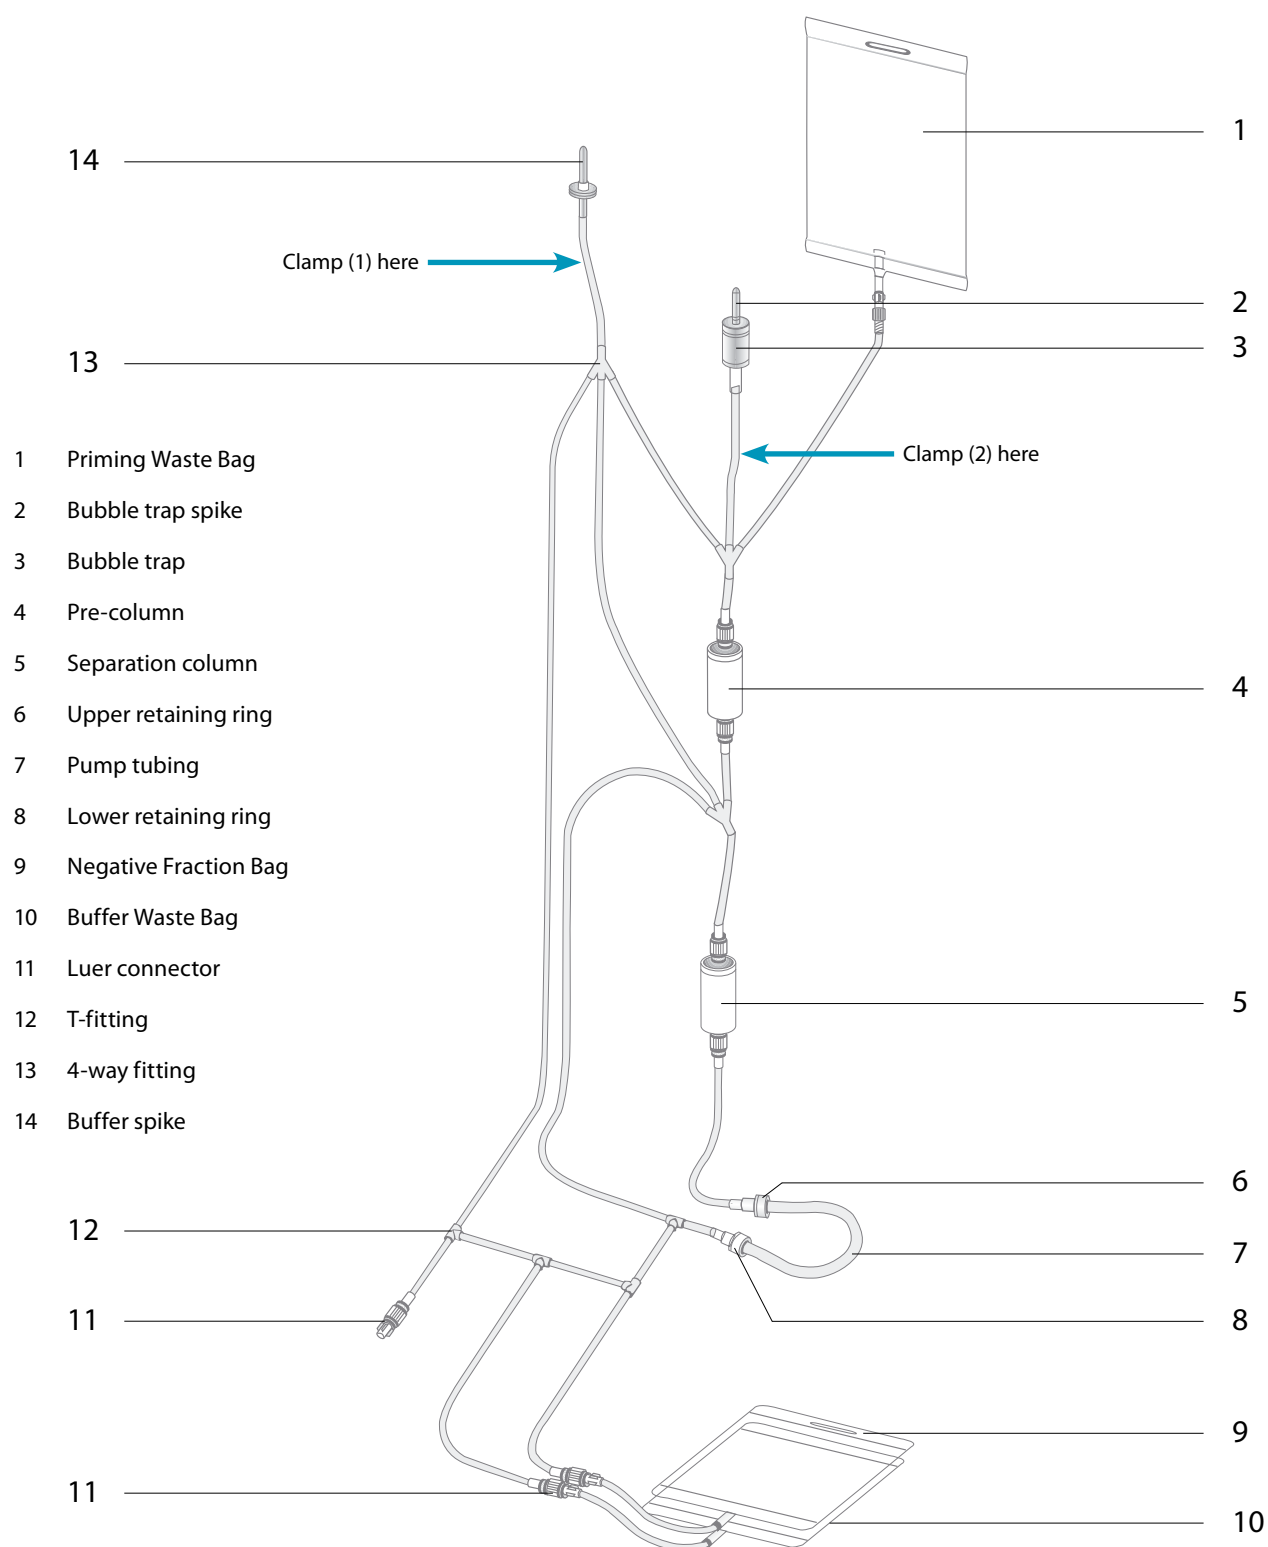 1
14
Clamp (1) here
2
13
3
Clamp (2) here
1 Priming Waste Bag
2 Bubble trap spike
3 Bubble trap
4 Pre-column
5 Separation column
6 Upper retaining ring
7 Pump tubing
8 Lower retaining ring
9 Negative Fraction Bag
10 Buffer Waste Bag
11 Luer connector
12 T-fitting
13 4-way fitting
14 Buffer spike
4
5
6
12
7
11
8
9
11
10